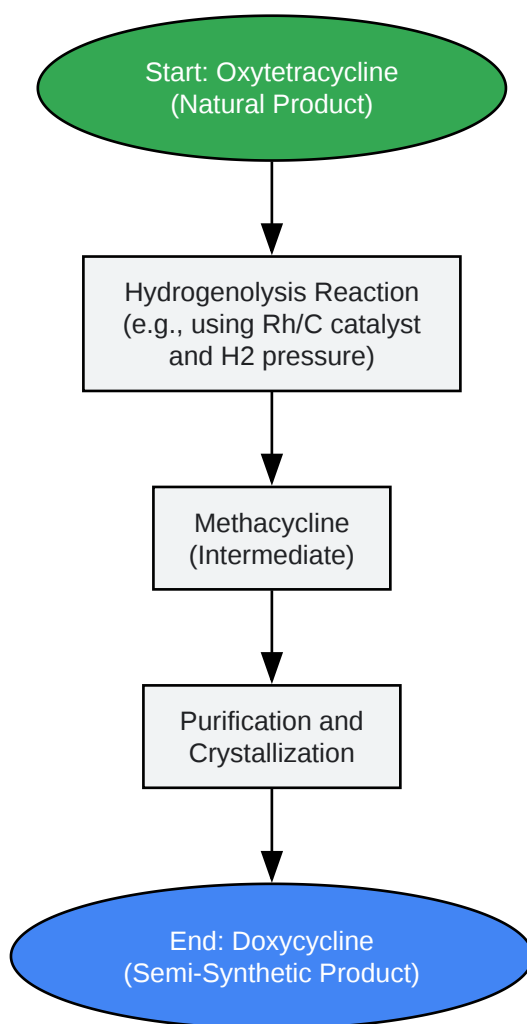 Start: Oxytetracycline
(Natural Product)
Hydrogenolysis Reaction
(e.g., using Rh/C catalyst
and H2 pressure)
Methacycline
(Intermediate)
Purification and
Crystallization
End: Doxycycline
(Semi-Synthetic Product)